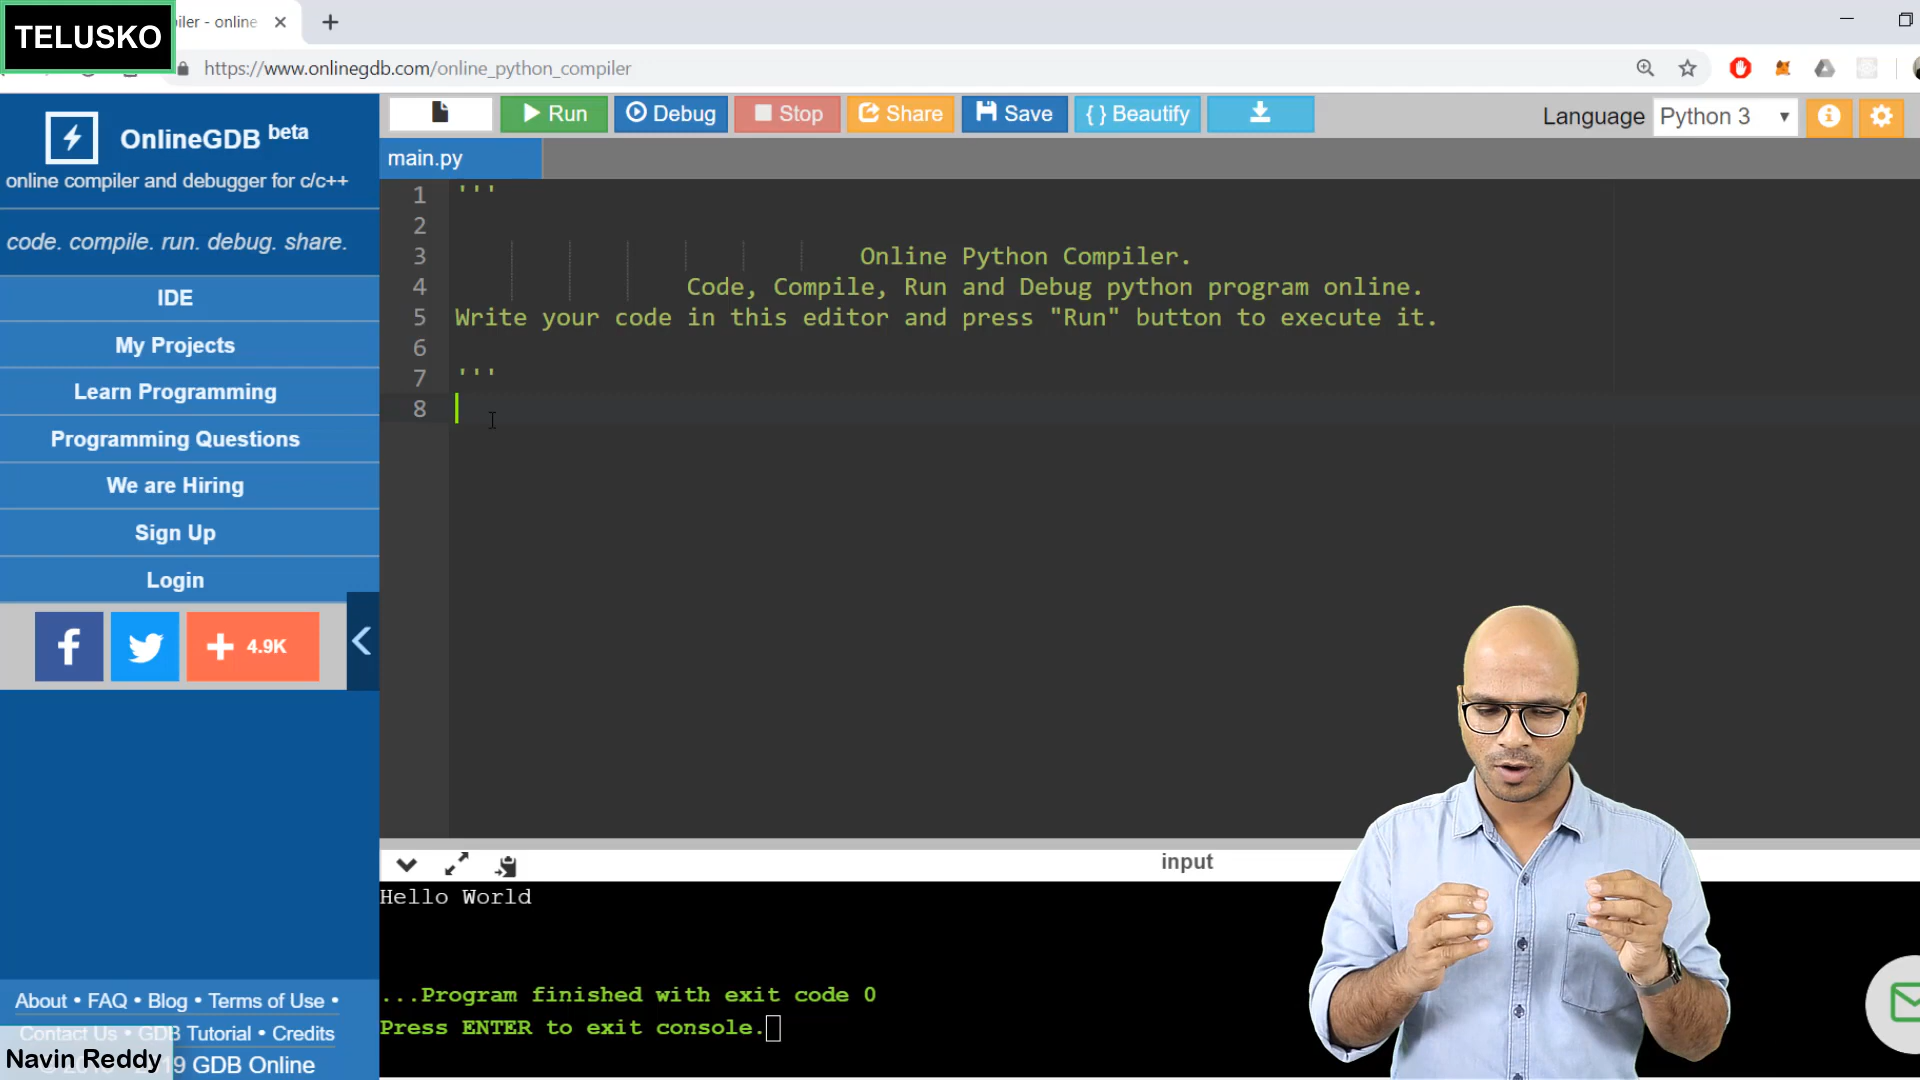 TELUSKO
iler - online
https://www.onlinegdb.com/online_python_compiler
OnlineGDB beta
online compiler and debugger for c/c++
code. compile. run. debug. share.
IDE
My Projects
Learn Programming
Programming Questions
We are Hiring
Sign Up
Login
4.9K
About • FAQ • Blog • Terms of Use •
Contact Us • GDB Tutorial • Credits
Navin Reddy
19 GDB Online
Run
Debug
Stop
Share
Save
{ } Beautify
Language
Python 3
main.py
1 '''
2
3 Online Python Compiler.
4 Code, Compile, Run and Debug python program online.
5 Write your code in this editor and press "Run" button to execute it.
6
7 '''
8
input
Hello World
...Program finished with exit code 0
Press ENTER to exit console.